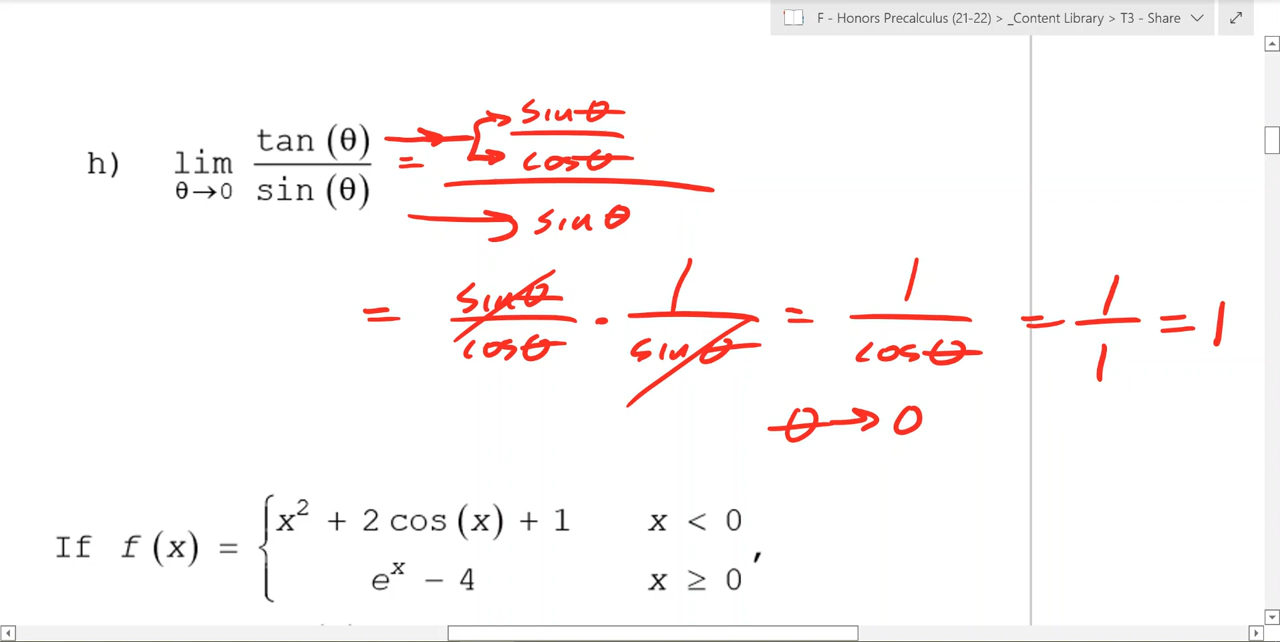 F - Honors Precalculus (21-22) > _Content Library > T3 - Share
h) lim θ→0 tan (θ) / sin (θ) = (sin θ / cos θ) / sin θ
= sin θ / cos θ · 1 / sin θ = 1 / cos θ = 1 / 1 = 1
θ → 0
If f (x) = { x² + 2 cos (x) + 1 x < 0
eˣ - 4 x ≥ 0 ,